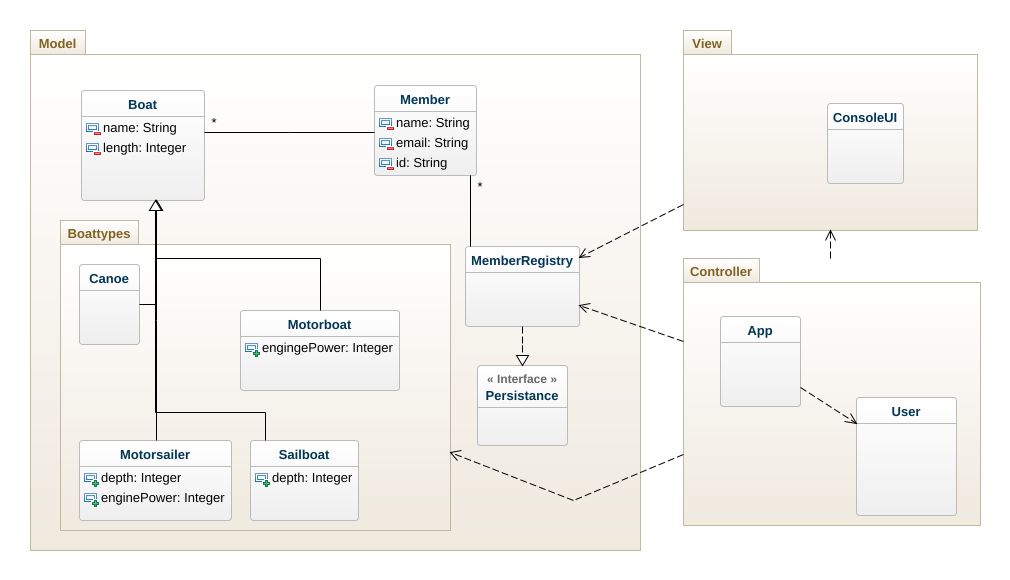 Model
Boat
name: String
length: Integer
*
Member
name: String
email: String
id: String
*
Boattypes
Canoe
Motorboat
engingePower: Integer
Motorsailer
depth: Integer
enginePower: Integer
Sailboat
depth: Integer
MemberRegistry
« Interface »
Persistance
View
ConsoleUI
Controller
App
User